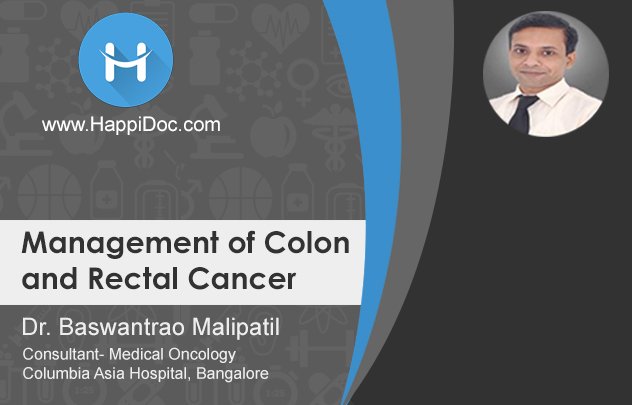 www.HappiDoc.com
Management of Colon
and Rectal Cancer
Dr. Baswantrao Malipatil
Consultant- Medical Oncology
Columbia Asia Hospital, Bangalore